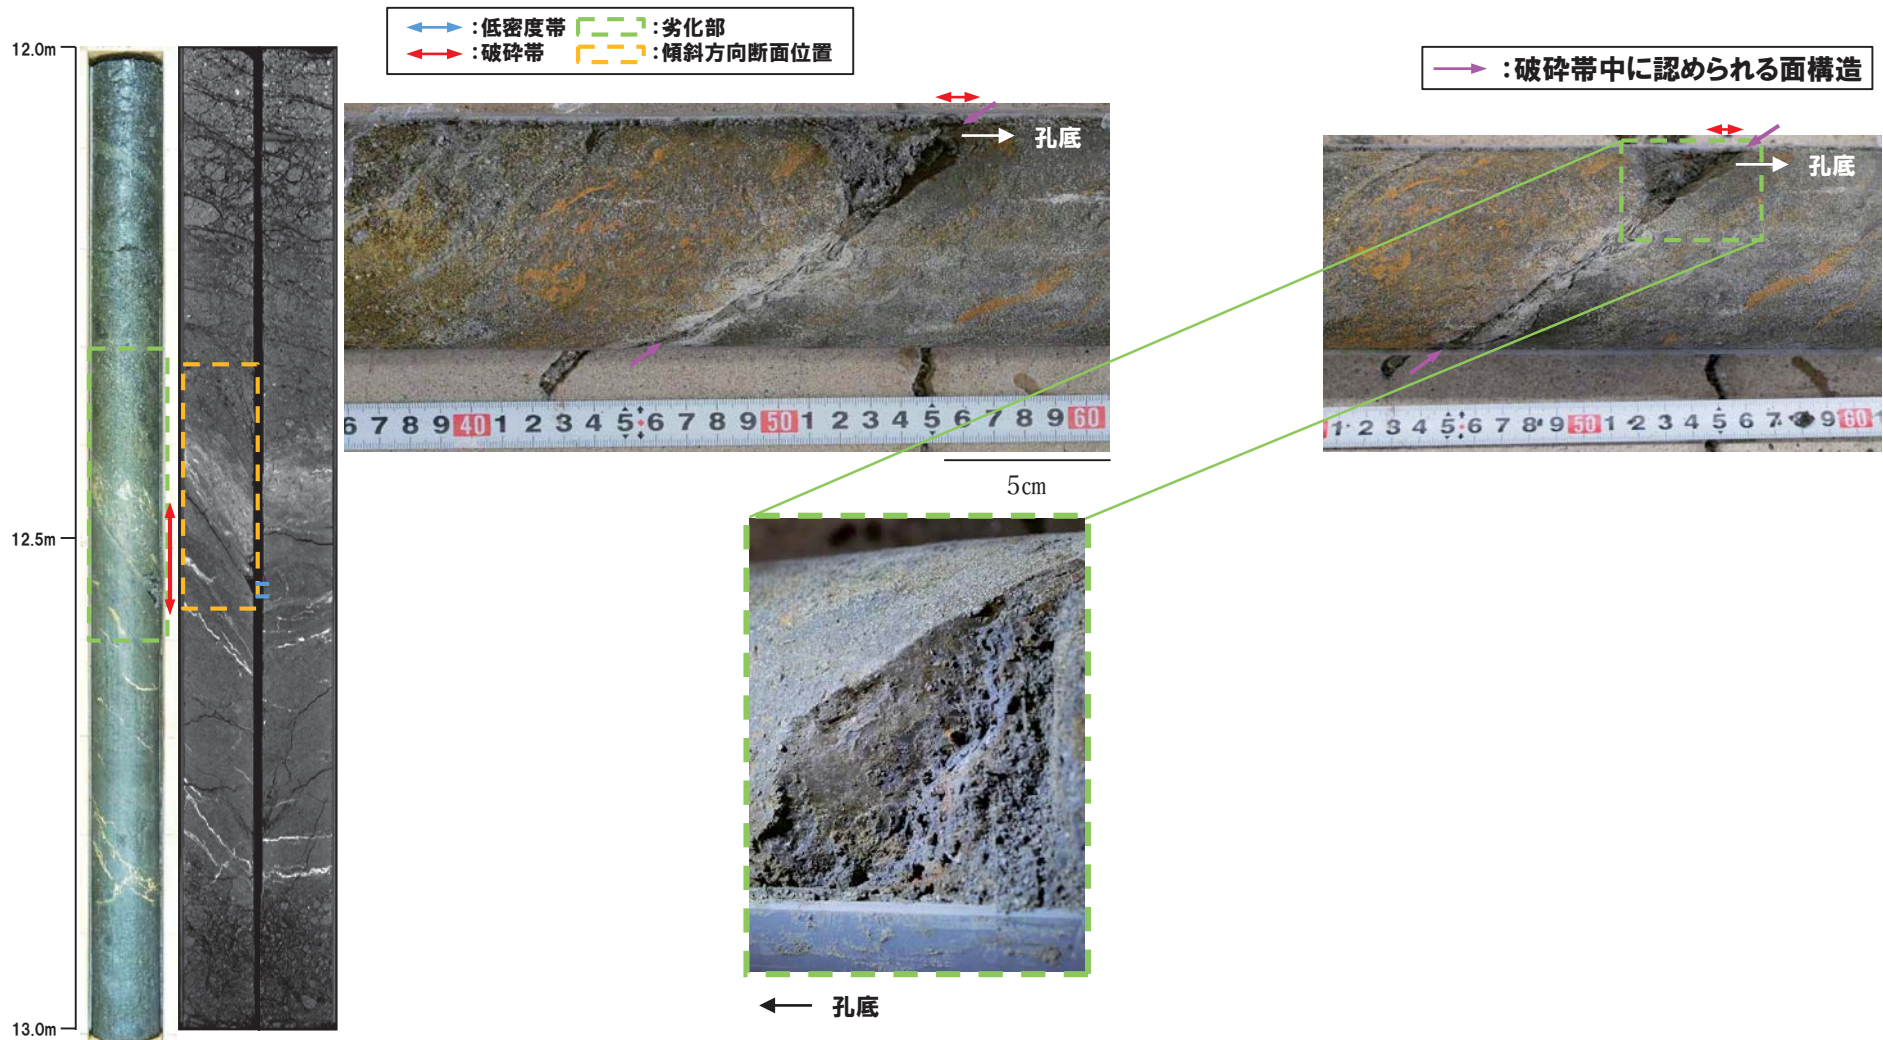 :低密度帯 :劣化部
:破砕帯 :傾斜方向断面位置
:破砕帯中に認められる面構造
12.0m
12.5m
13.0m
孔底
6 7 8 9 40 1 2 3 4 5 6 7 8 9 50 1 2 3 4 5 6 7 8 9 60
5cm
孔底
1 2 3 4 5 6 7 8 9 50 1 2 3 4 5 6 7 9 60
孔底